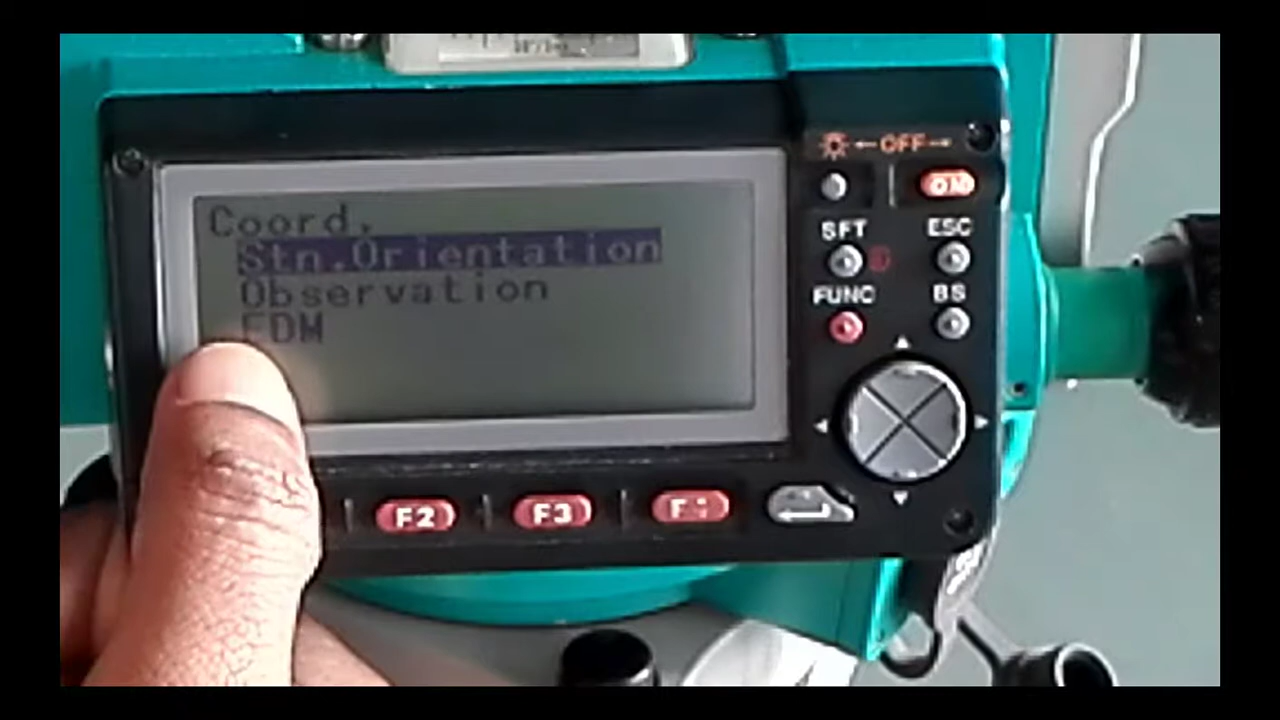 Coord.
Stn.Orientation
Observation
EDM
←OFF→
ON
SFT
ESC
FUNC
BS
F2
F3